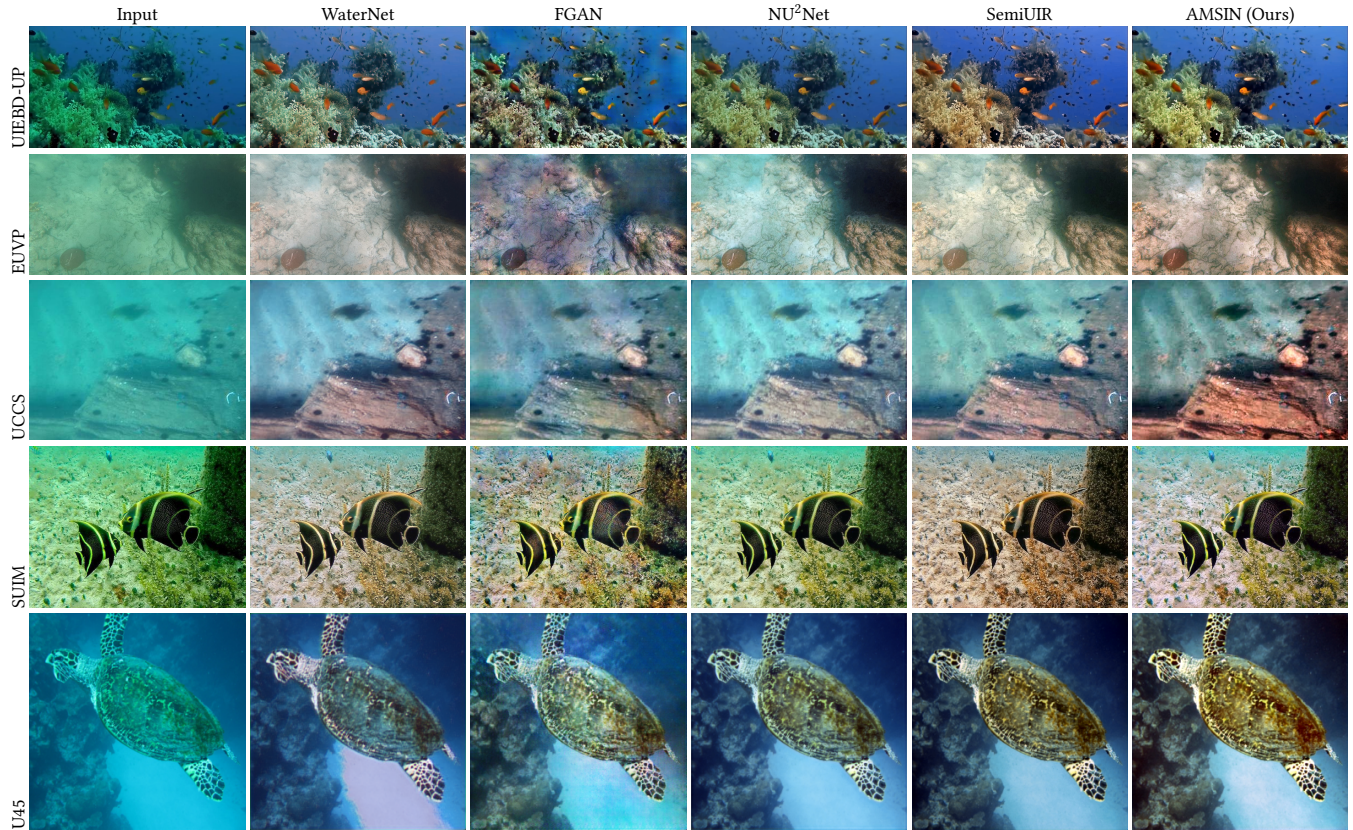 Input WaterNet FGAN NU²Net SemiUIR AMSIN (Ours)
UIEBD-UP
EUVP
UCCS
SUIM
U45